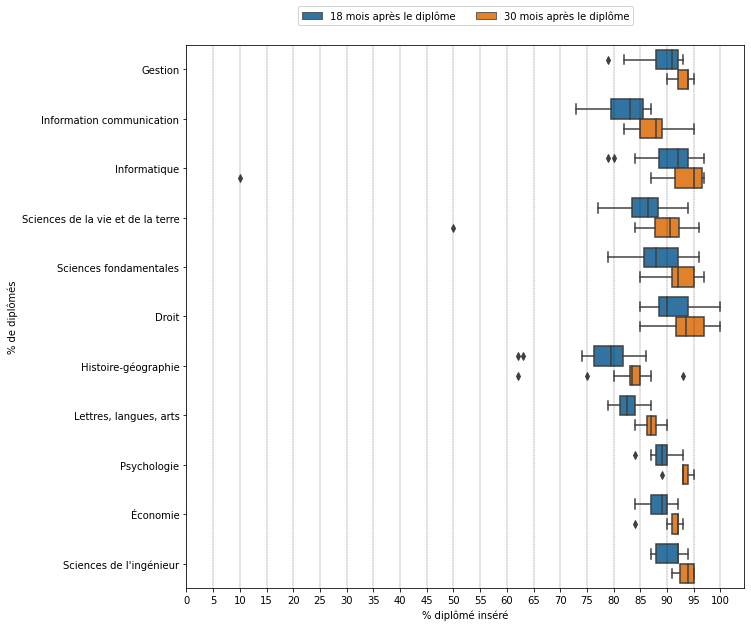 18 mois après le diplôme
30 mois après le diplôme
Gestion
Information communication
Informatique
Sciences de la vie et de la terre
Sciences fondamentales
Droit
Histoire-géographie
Lettres, langues, arts
Psychologie
Économie
Sciences de l'ingénieur
% de diplômés
0 5 10 15 20 25 30 35 40 45 50 55 60 65 70 75 80 85 90 95 100
% diplômé inséré